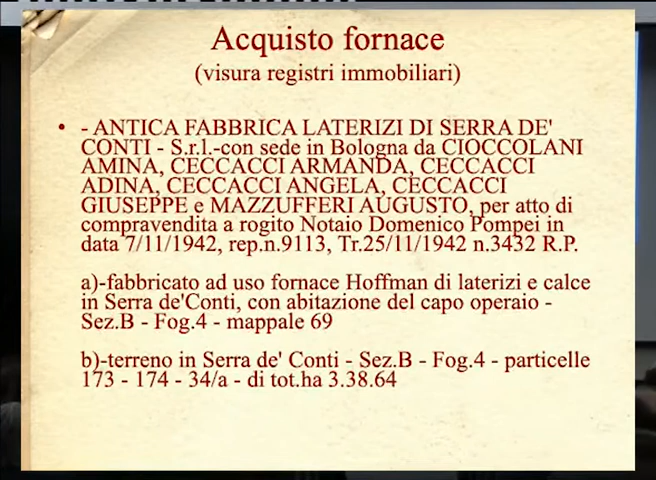 Acquisto fornace
(visura registri immobiliari)
• - ANTICA FABBRICA LATERIZI DI SERRA DE'
CONTI - S.r.l.-con sede in Bologna da CIOCCOLANI
AMINA, CECCACCI ARMANDA, CECCACCI
ADINA, CECCACCI ANGELA, CECCACCI
GIUSEPPE e MAZZUFFERI AUGUSTO, per atto di
compravendita a rogito Notaio Domenico Pompei in
data 7/11/1942, rep.n.9113, Tr.25/11/1942 n.3432 R.P.
a)-fabbricato ad uso fornace Hoffman di laterizi e calce
in Serra de'Conti, con abitazione del capo operaio -
Sez.B - Fog.4 - mappale 69
b)-terreno in Serra de' Conti - Sez.B - Fog.4 - particelle
173 - 174 - 34/a - di tot.ha 3.38.64